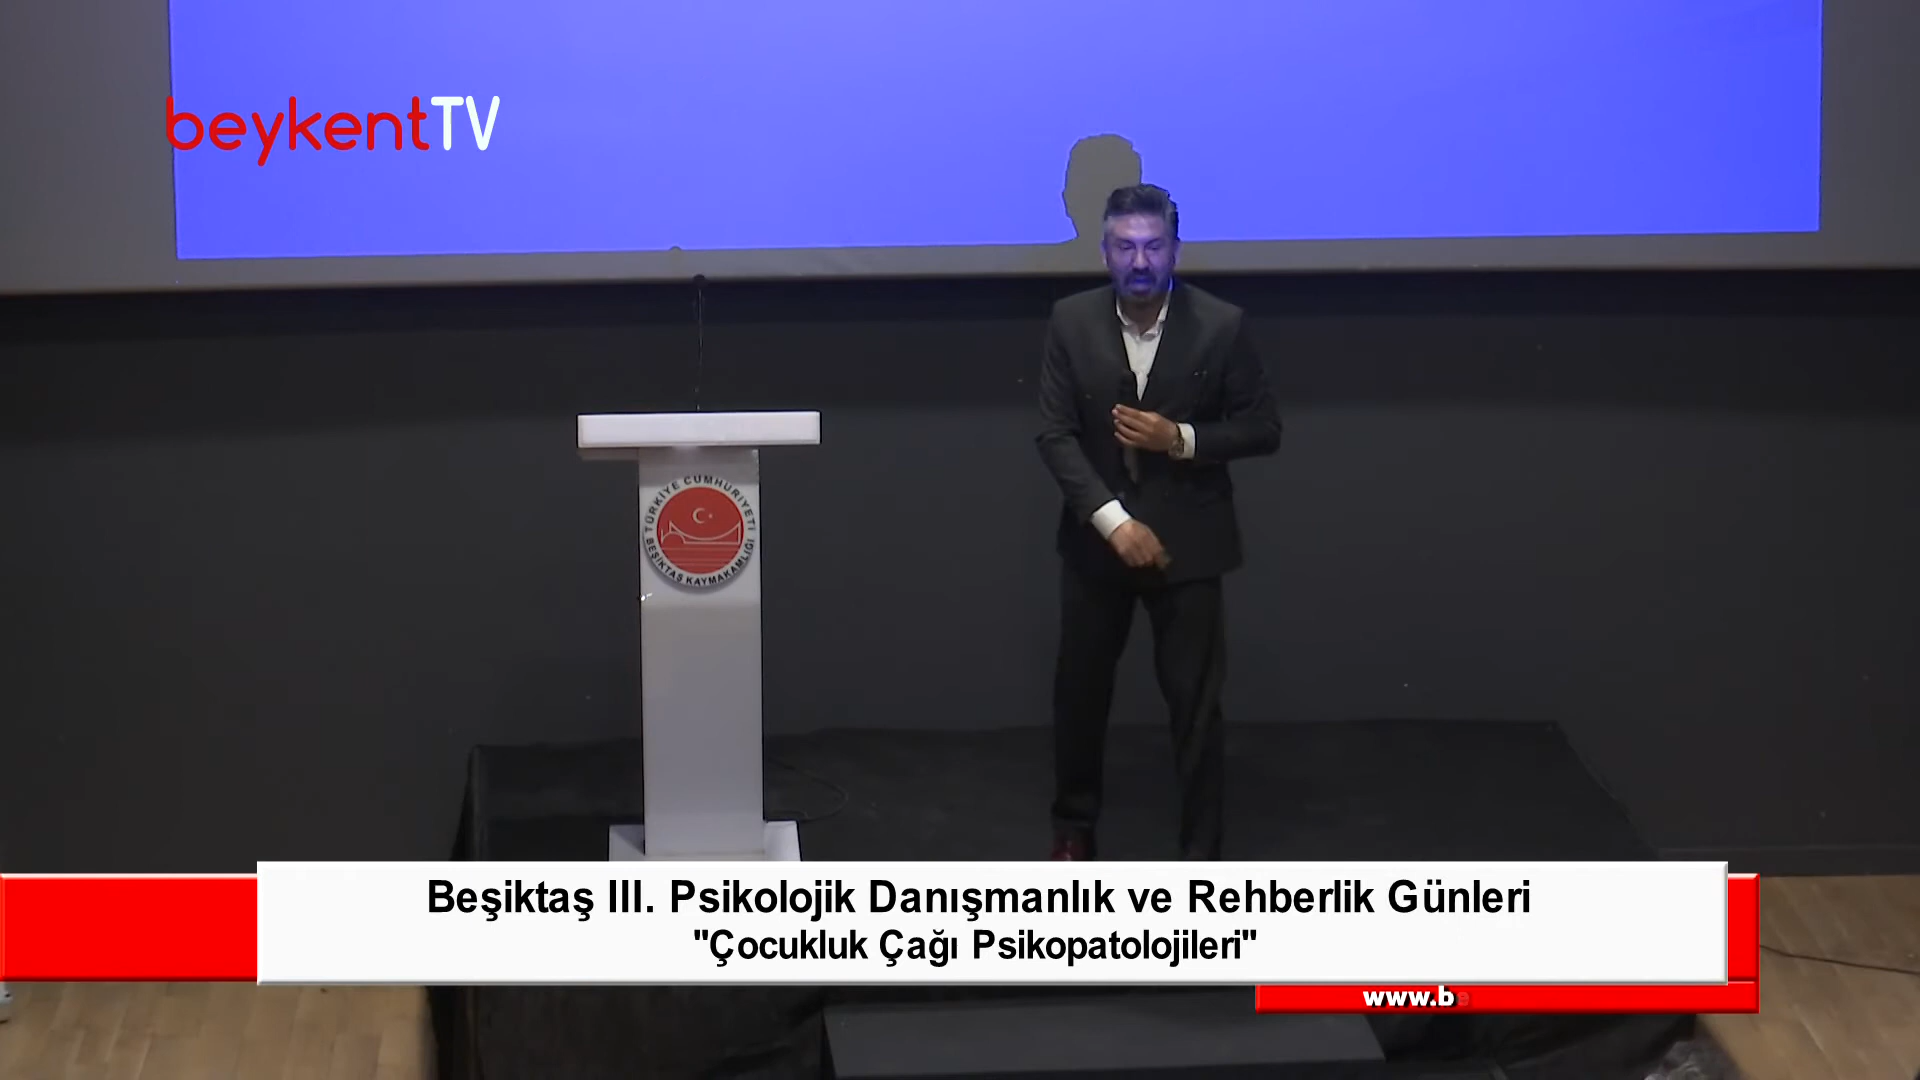 beykentTV
TÜRKİYE CUMHURİYETİ
BEŞİKTAŞ KAYMAKAMLIĞI
Beşiktaş III. Psikolojik Danışmanlık ve Rehberlik Günleri
"Çocukluk Çağı Psikopatolojileri"
www.be